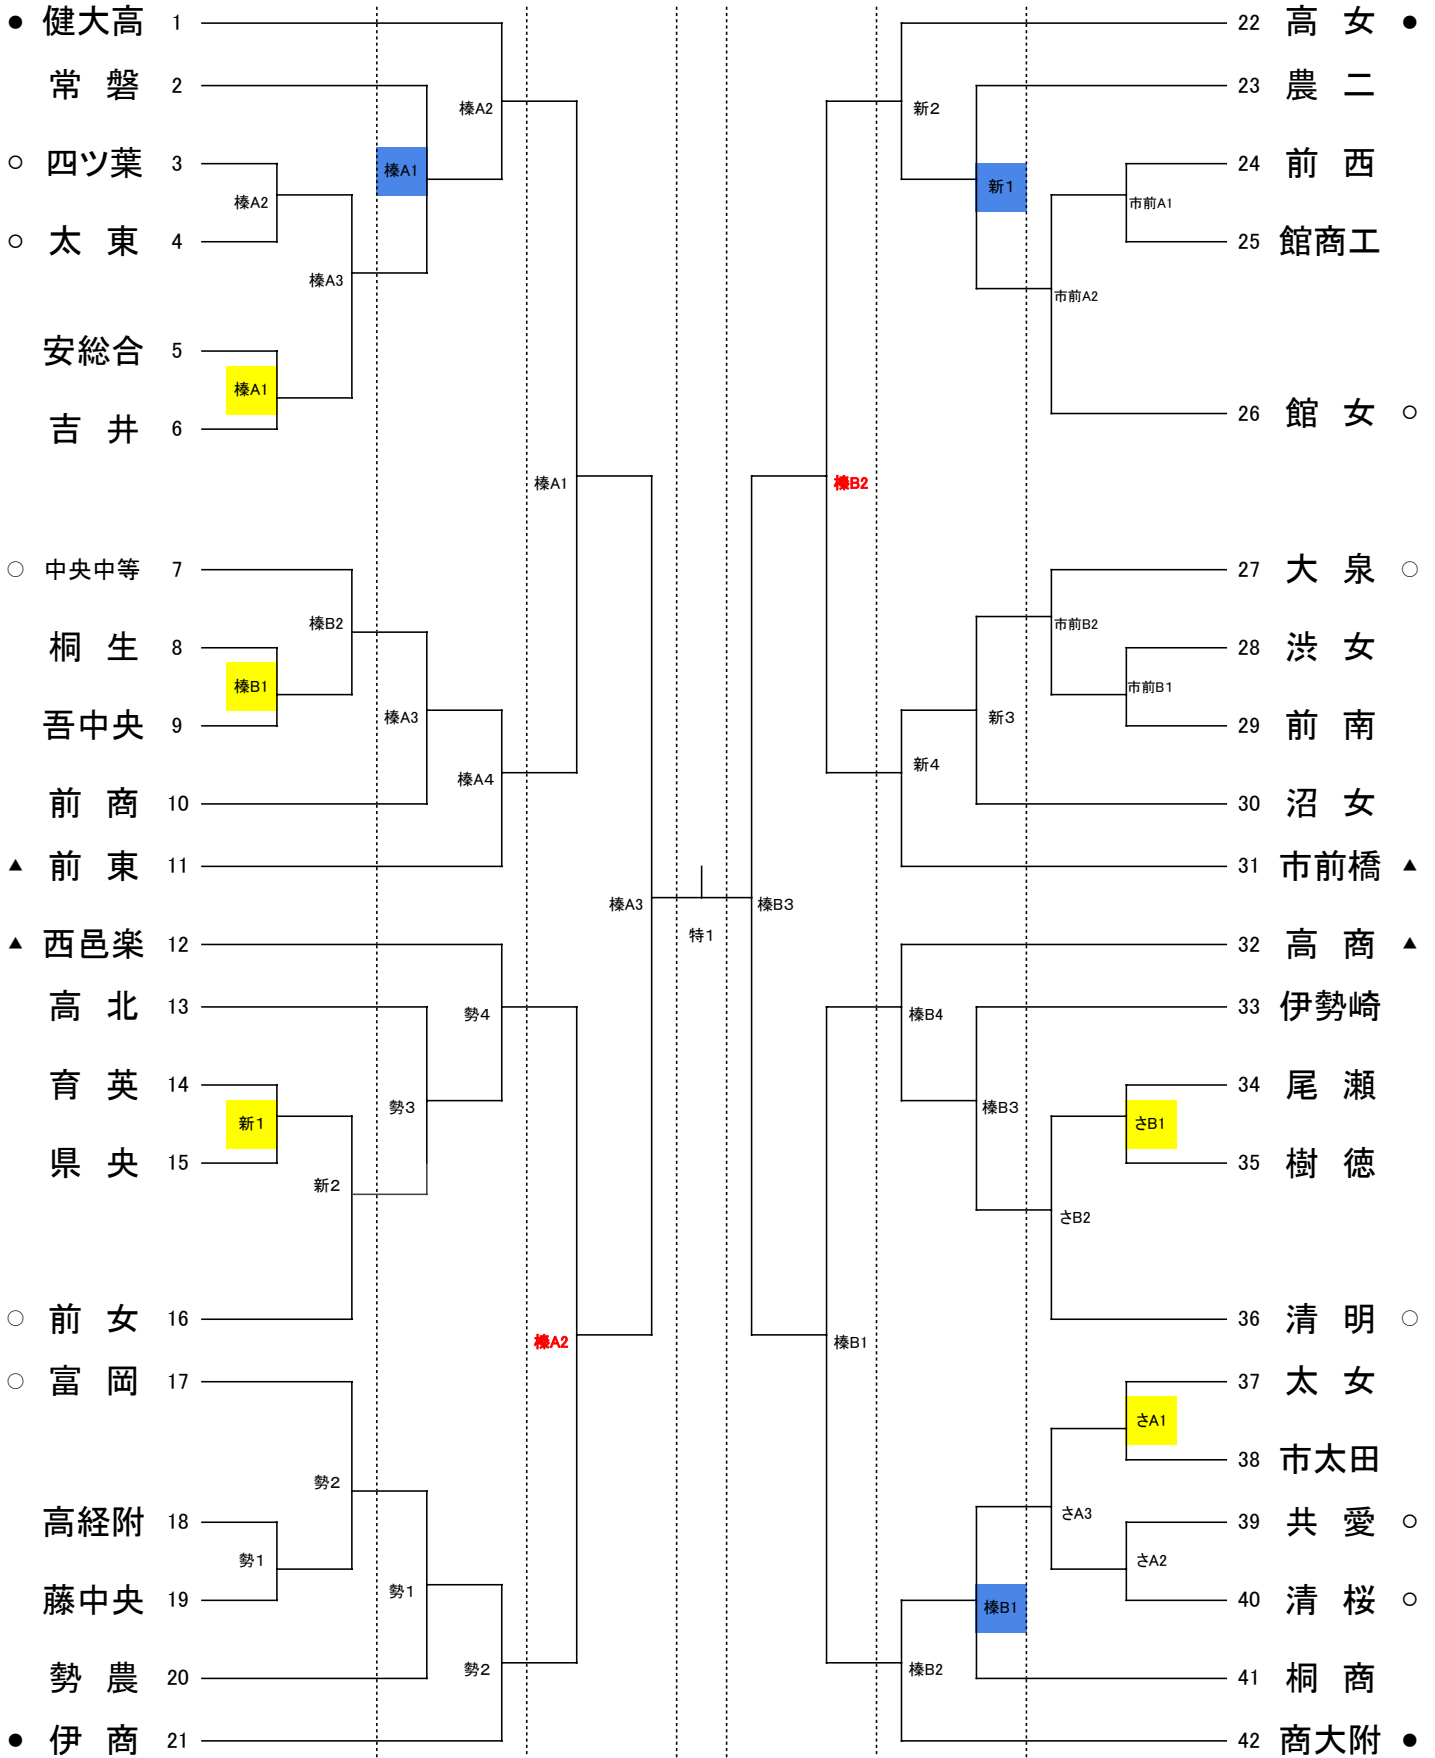 ● 健大高 1
常 磐 2
○ 四ツ葉 3
○ 太 東 4
安総合 5
吉 井 6
○ 中央中等 7
桐 生 8
吾中央 9
前 商 10
▲ 前 東 11
▲ 西邑楽 12
高 北 13
育 英 14
県 央 15
○ 前 女 16
○ 富 岡 17
高経附 18
藤中央 19
勢 農 20
● 伊 商 21
榛A2
榛A1
榛A3
榛B2
榛B1
新1
新2
勢2
勢1
榛A1
榛A3
勢3
勢1
榛A2
榛A4
勢4
勢2
榛A1
榛A2
榛A3
特1
榛B3
榛B2
榛B1
新2
新4
榛B4
榛B2
新1
新3
榛B3
榛B1
市前A2
市前B2
さB2
さA3
市前A1
市前B1
さB1
さA1
さA2
22 高 女 ●
23 農 二
24 前 西
25 館商工
26 館 女 ○
27 大 泉 ○
28 渋 女
29 前 南
30 沼 女
31 市前橋 ▲
32 高 商 ▲
33 伊勢崎
34 尾 瀬
35 樹 徳
36 清 明 ○
37 太 女
38 市太田
39 共 愛 ○
40 清 桜 ○
41 桐 商
42 商大附 ●